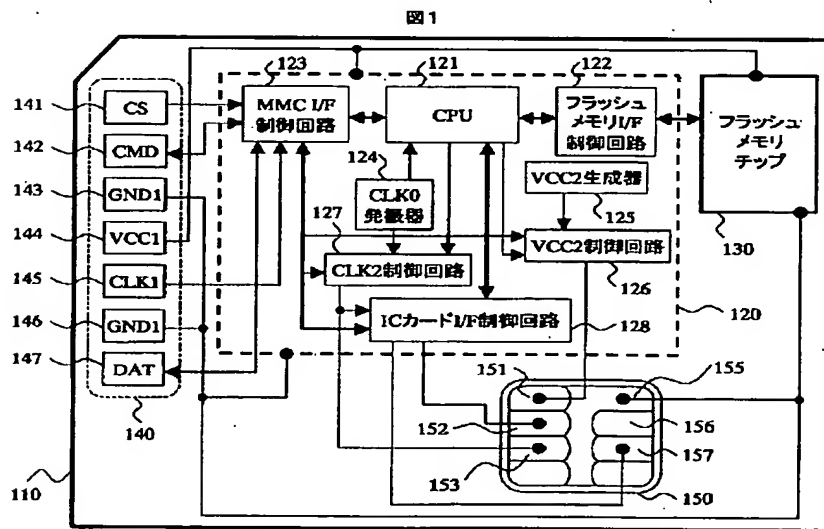 図1
123
121
122
141
CS
MMC I/F
制御回路
CPU
フラッシュ
メモリI/F
制御回路
フラッシュ
メモリ
チップ
142
CMD
124
143
GND1
CLK0
発振器
VCC2生成器
127
125
130
144
VCC1
CLK2制御回路
VCC2制御回路
126
145
CLK1
120
146
GND1
ICカードI/F制御回路
128
147
DAT
151
155
140
152
156
153
157
110
150